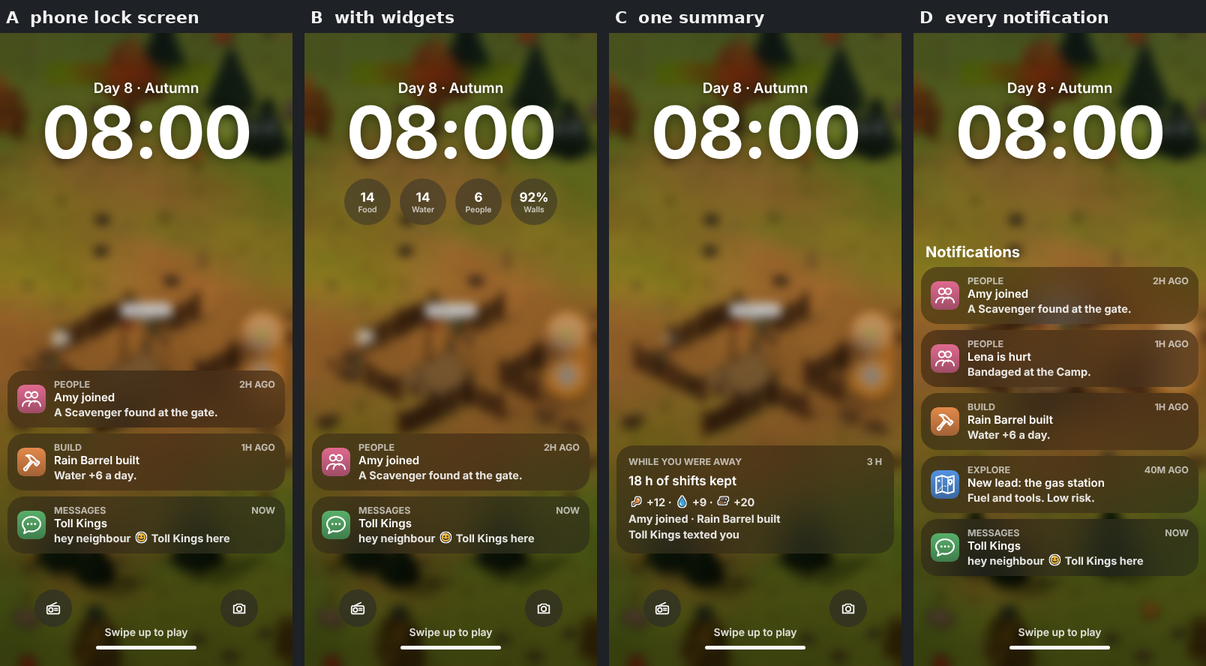 A phone lock screen
Day 8 · Autumn
08:00
PEOPLE 2H AGO
Amy joined
A Scavenger found at the gate.
BUILD 1H AGO
Rain Barrel built
Water +6 a day.
MESSAGES NOW
Toll Kings
hey neighbour 🤠 Toll Kings here
Swipe up to play
B with widgets
Day 8 · Autumn
08:00
14 Food
14 Water
6 People
92% Walls
PEOPLE 2H AGO
Amy joined
A Scavenger found at the gate.
MESSAGES NOW
Toll Kings
hey neighbour 🤠 Toll Kings here
Swipe up to play
C one summary
Day 8 · Autumn
08:00
WHILE YOU WERE AWAY 3 H
18 h of shifts kept
+12 · +9 · +20
Amy joined · Rain Barrel built
Toll Kings texted you
Swipe up to play
D every notification
Day 8 · Autumn
08:00
Notifications
PEOPLE 2H AGO
Amy joined
A Scavenger found at the gate.
PEOPLE 1H AGO
Lena is hurt
Bandaged at the Camp.
BUILD 1H AGO
Rain Barrel built
Water +6 a day.
EXPLORE 40M AGO
New lead: the gas station
Fuel and tools. Low risk.
MESSAGES NOW
Toll Kings
hey neighbour 🤠 Toll Kings here
Swipe up to play